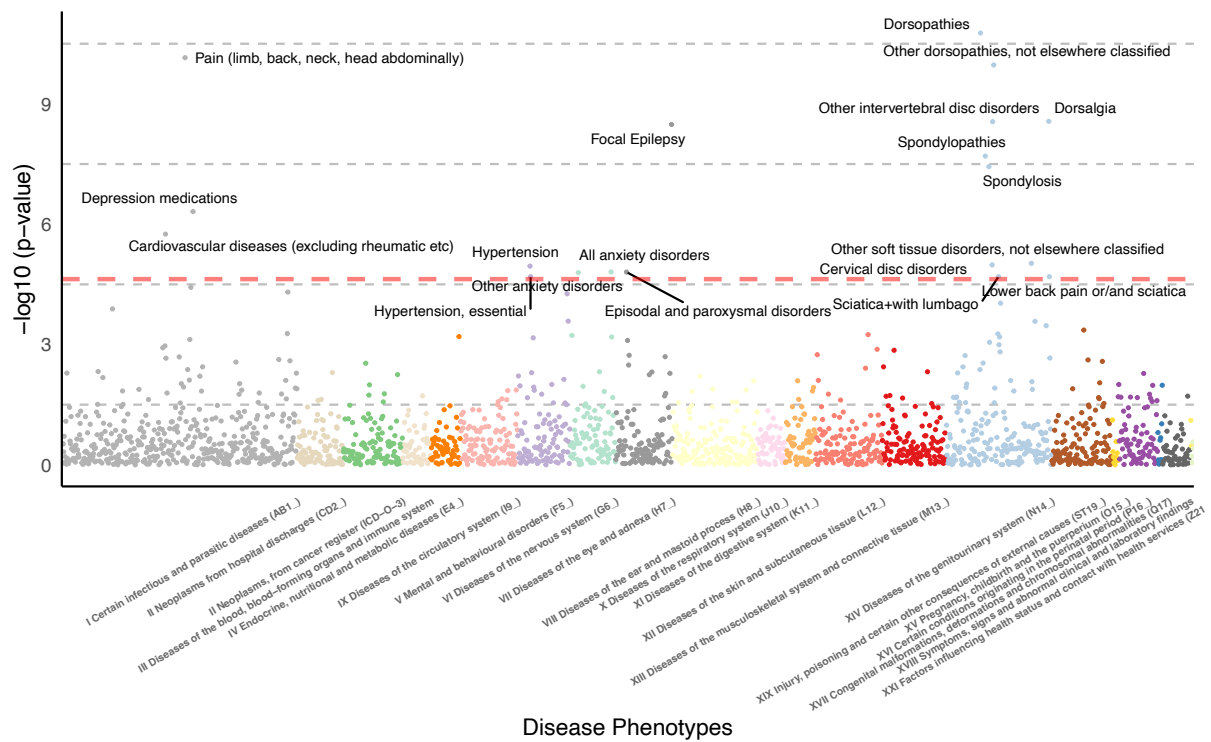 Dorsopathies
Other dorsopathies, not elsewhere classified
Pain (limb, back, neck, head abdominally)
9
Other intervertebral disc disorders
Dorsalgia
Focal Epilepsy
Spondylopathies
Spondylosis
Depression medications
6
Cardiovascular diseases (excluding rheumatic etc)
Hypertension
All anxiety disorders
Other soft tissue disorders, not elsewhere classified
Cervical disc disorders
Other anxiety disorders
Lower back pain or/and sciatica
Hypertension, essential
Episodal and paroxysmal disorders
Sciatica+with lumbago
3
0
−log10 (p−value)
I Certain infectious and parasitic diseases (AB1_)
II Neoplasms from hospital discharges (CD2_)
II Neoplasms, from cancer register (ICD−O−3)
III Diseases of the blood, blood−forming organs and immune system
IV Endocrine, nutritional and metabolic diseases (E4_)
IX Diseases of the circulatory system (I9_)
V Mental and behavioural disorders (F5_)
VI Diseases of the nervous system (G6_)
VII Diseases of the eye and adnexa (H7_)
VIII Diseases of the ear and mastoid process (H8_)
X Diseases of the respiratory system (J10_)
XI Diseases of the digestive system (K11_)
XII Diseases of the skin and subcutaneous tissue (L12_)
XIII Diseases of the musculoskeletal system and connective tissue (M13_)
XIV Diseases of the genitourinary system (N14_)
XIX Injury, poisoning and certain other consequences of external causes (ST19_)
XV Pregnancy, childbirth and the puerperium (O15_)
XVI Certain conditions originating in the perinatal period (P16_)
XVII Congenital malformations, deformations and chromosomal abnormalities (Q17)
XVIII Symptoms, signs and abnormal clinical and laboratory findings
XXI Factors influencing health status and contact with health services (Z21
Disease Phenotypes